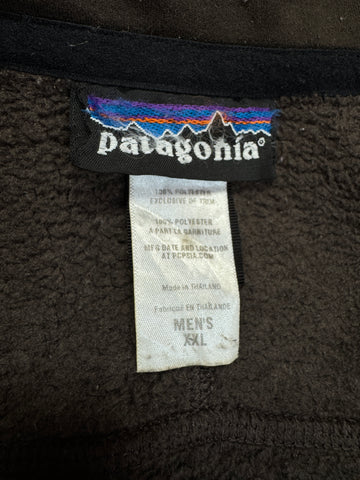 patagonia®
100% POLYESTER
EXCLUSIVE OF TRIM
100% POLYESTER
A PART LA GARNITURE
MFG DATE AND LOCATION
AT PCPSIA.COM
MADE IN THAILAND
Fabriqué EN THAÏLANDE
MEN'S
XXL